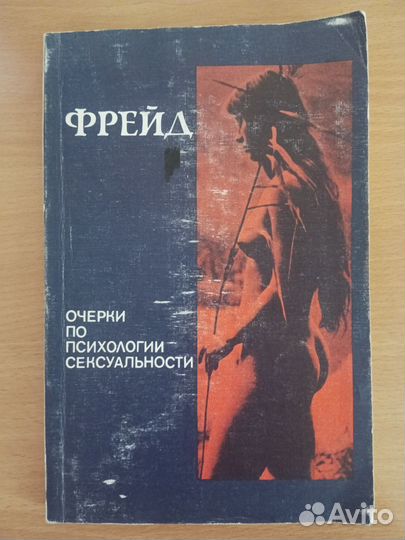 ФРЕЙД
ОЧЕРКИ
ПО
ПСИХОЛОГИИ
СЕКСУАЛЬНОСТИ
Avito